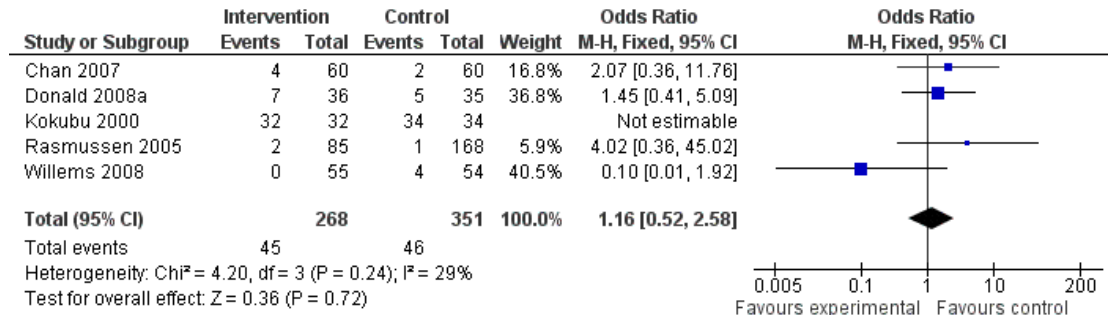 Intervention Control Odds Ratio Odds Ratio
Study or Subgroup Events Total Events Total Weight M-H, Fixed, 95% CI M-H, Fixed, 95% CI
Chan 2007 4 60 2 60 16.8% 2.07 [0.36, 11.76]
Donald 2008a 7 36 5 35 36.8% 1.45 [0.41, 5.09]
Kokubu 2000 32 32 34 34 Not estimable
Rasmussen 2005 2 85 1 168 5.9% 4.02 [0.36, 45.02]
Willems 2008 0 55 4 54 40.5% 0.10 [0.01, 1.92]
Total (95% CI) 268 351 100.0% 1.16 [0.52, 2.58]
Total events 45 46
Heterogeneity: Chi² = 4.20, df = 3 (P = 0.24); I² = 29%
Test for overall effect: Z = 0.36 (P = 0.72)
0.005 0.1 1 10 200
Favours experimental Favours control